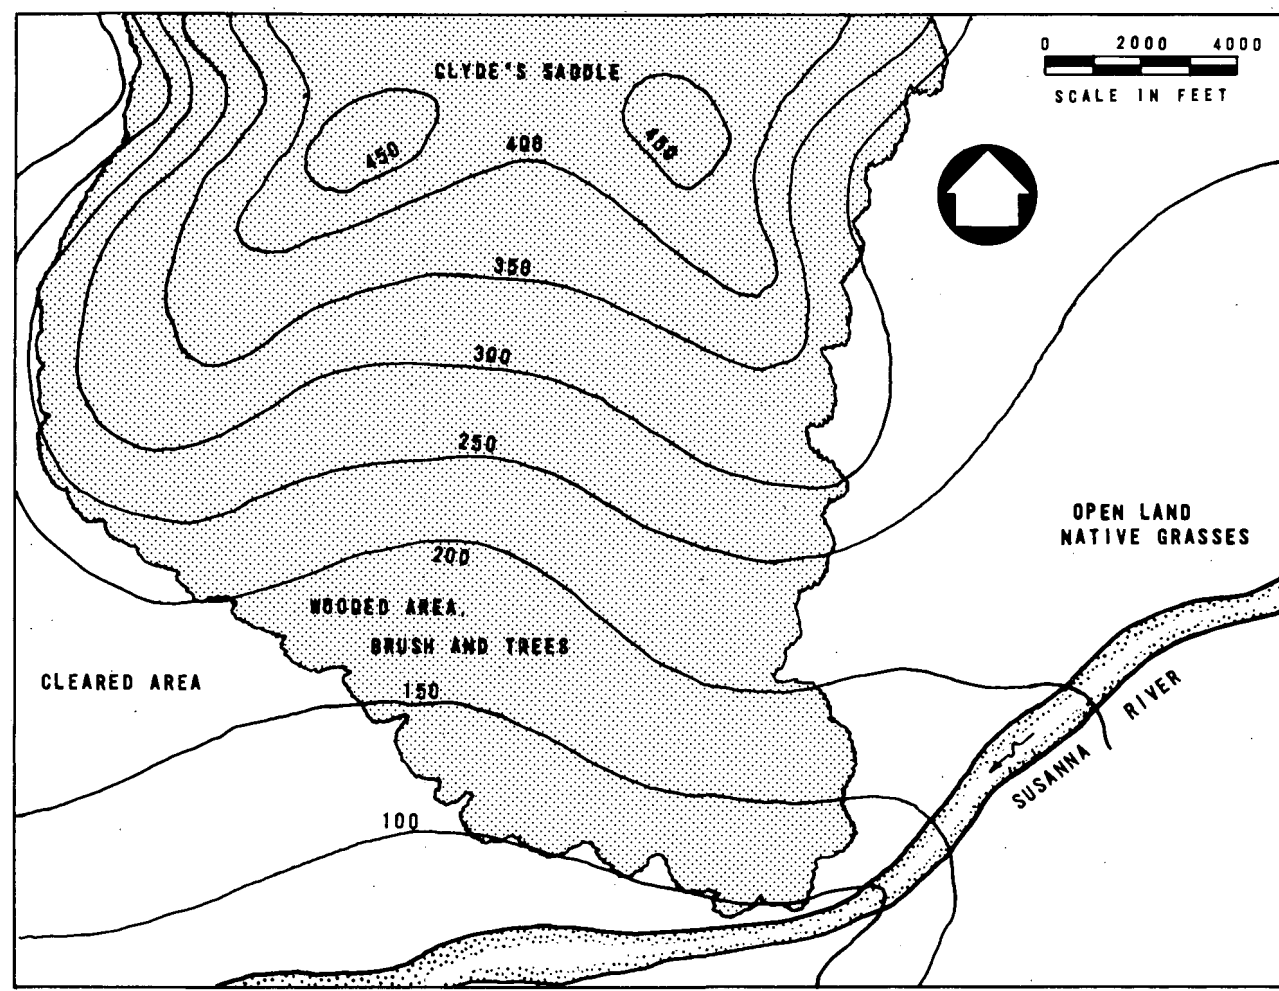 0 2000 4000
SCALE IN FEET
CLYDE'S SADDLE
450
450
400
350
300
250
200
150
100
WOODED AREA,
BRUSH AND TREES
CLEARED AREA
OPEN LAND
NATIVE GRASSES
SUSANNA RIVER